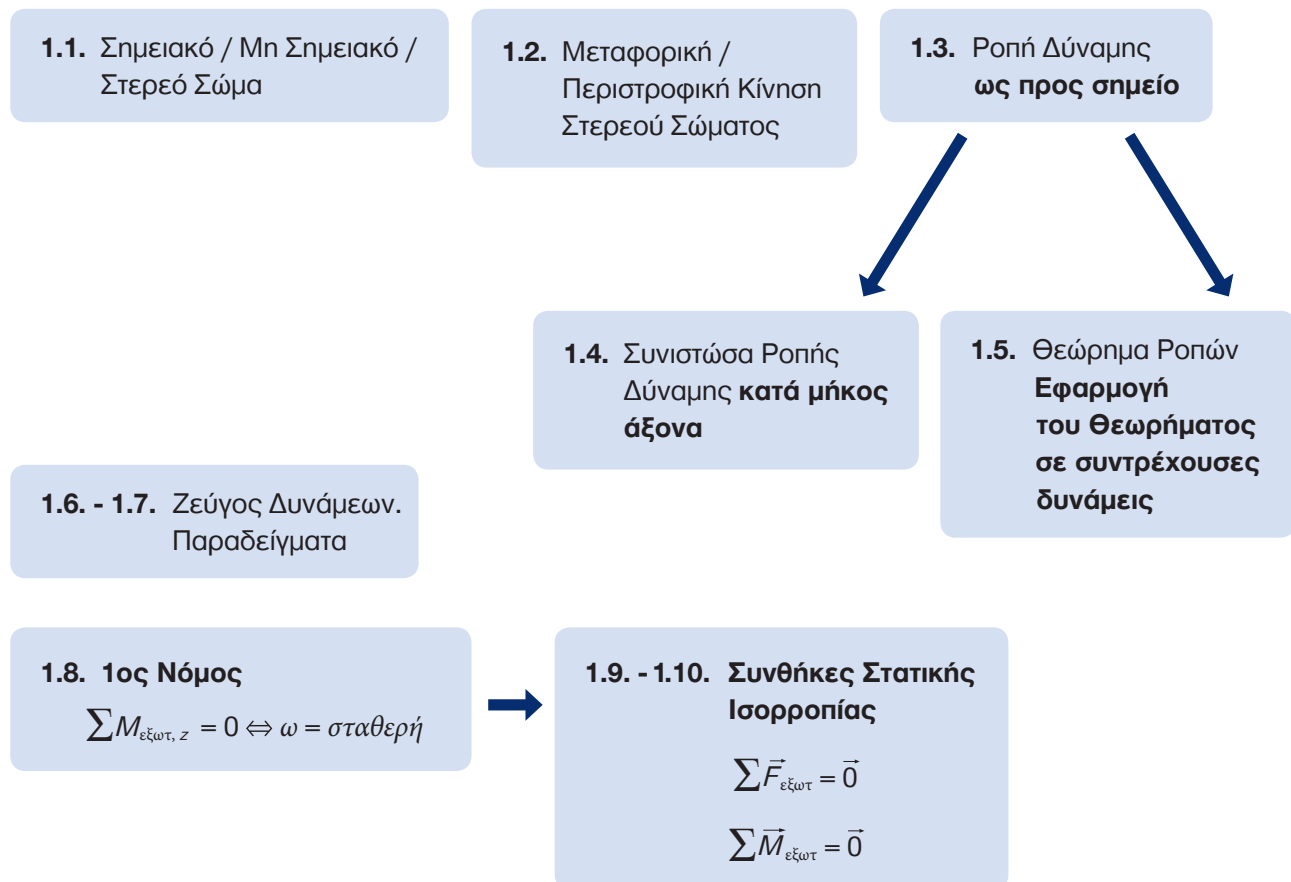 1.1. Σημειακό / Μη Σημειακό /
Στερεό Σώμα
1.2. Μεταφορική /
Περιστροφική Κίνηση
Στερεού Σώματος
1.3. Ροπή Δύναμης
ως προς σημείο
1.4. Συνιστώσα Ροπής
Δύναμης κατά μήκος
άξονα
1.5. Θεώρημα Ροπών
Εφαρμογή
του Θεωρήματος
σε συντρέχουσες
δυνάμεις
1.6. - 1.7. Ζεύγος Δυνάμεων.
Παραδείγματα
1.8. 1ος Νόμος
∑M εξωτ, z = 0 ⇔ ω = σταθερή
1.9. - 1.10. Συνθήκες Στατικής
Ισορροπίας
∑F⃗ εξωτ = 0⃗
∑M⃗ εξωτ = 0⃗